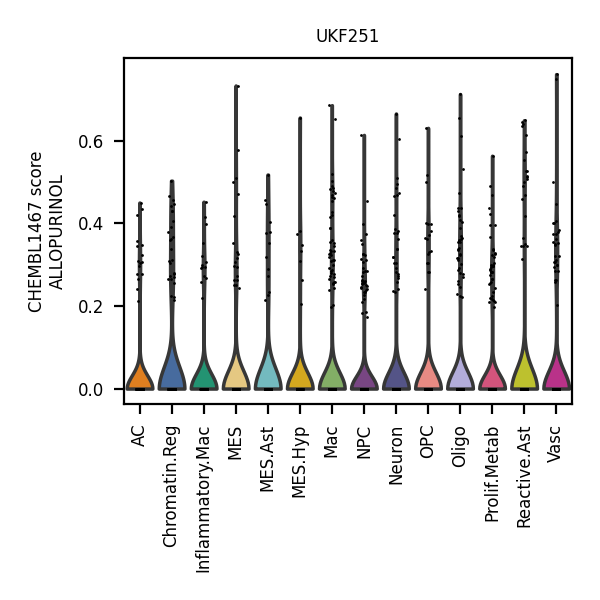 UKF251
CHEMBL1467 score
ALLOPURINOL
0.6
0.4
0.2
0.0
AC
Chromatin.Reg
Inflammatory.Mac
MES
MES.Ast
MES.Hyp
Mac
NPC
Neuron
OPC
Oligo
Prolif.Metab
Reactive.Ast
Vasc